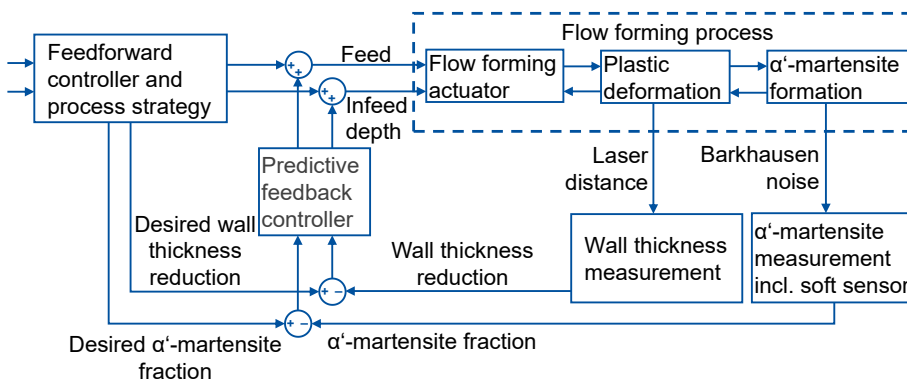 Feedforward
controller and
process strategy
+
+
Feed
+
+
Infeed
depth
Flow forming process
Flow forming
actuator
Plastic
deformation
α‘-martensite
formation
Predictive
feedback
controller
Laser
distance
Barkhausen
noise
Desired wall
thickness
reduction
Wall thickness
reduction
Wall thickness
measurement
α‘-martensite
measurement
incl. soft sensor
+ −
+ −
Desired α‘-martensite
fraction
α‘-martensite fraction